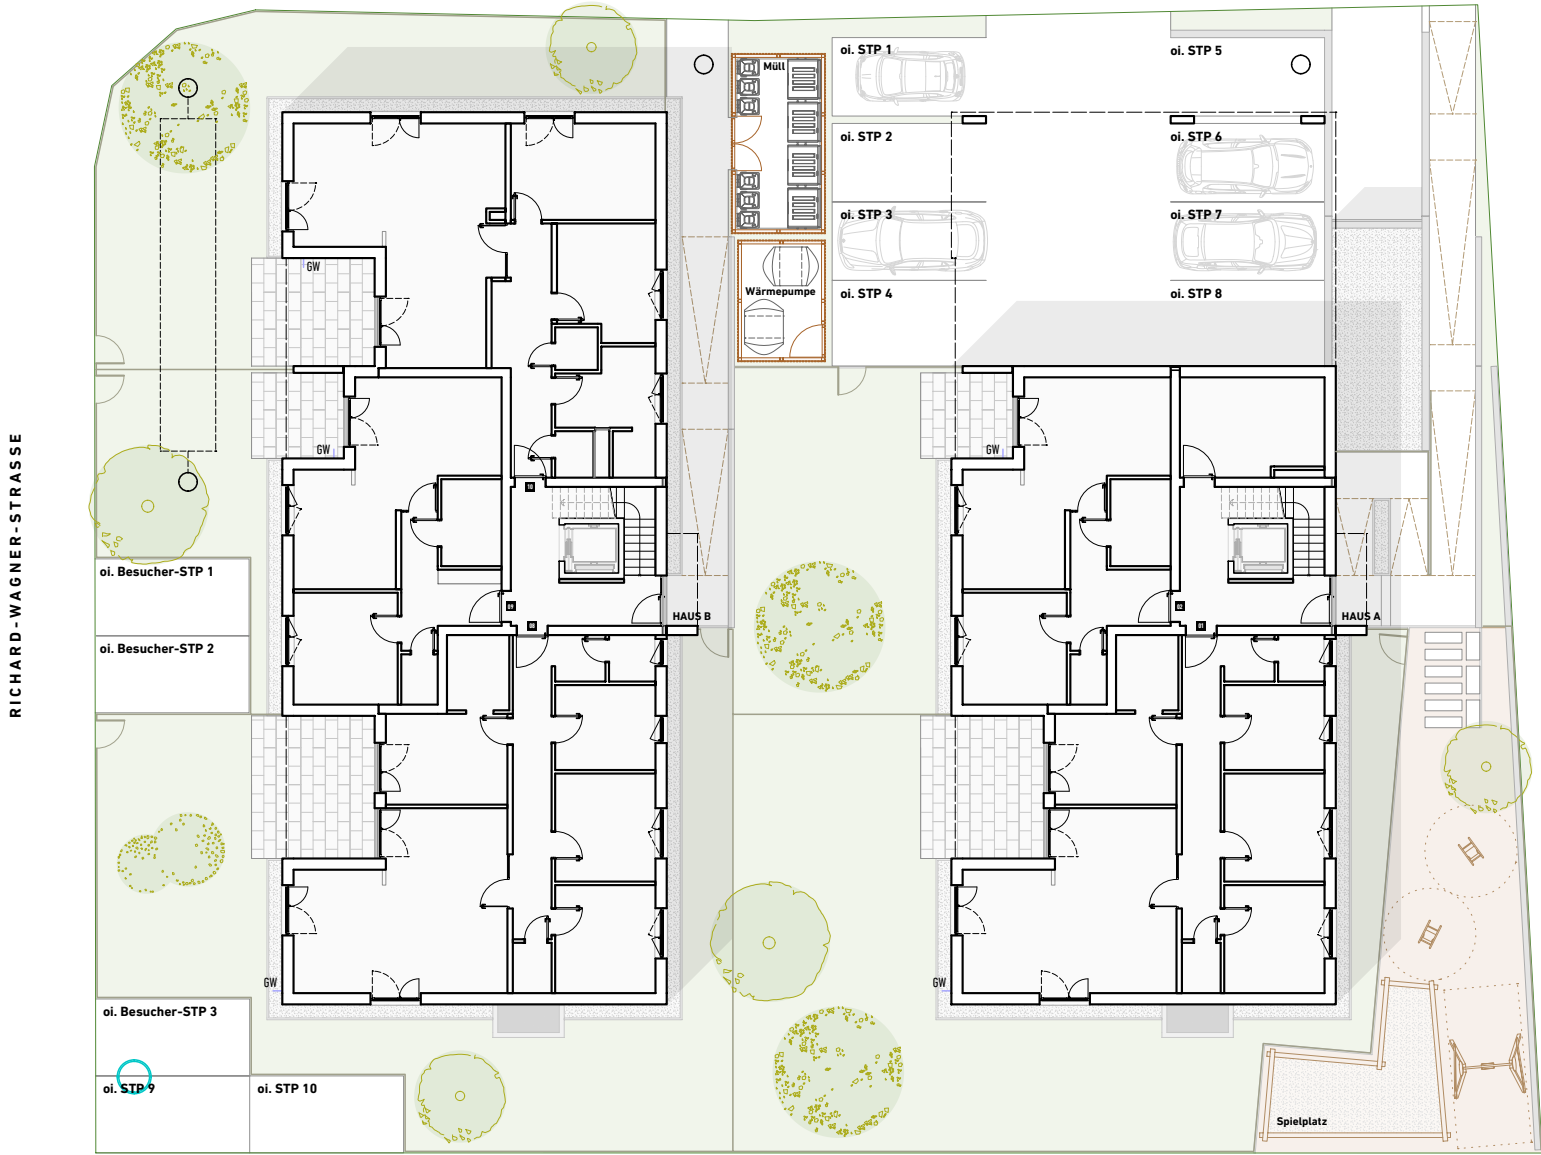 oi. STP 1
Müll
oi. STP 5
oi. STP 2
oi. STP 6
oi. STP 3
oi. STP 7
GW
Wärmepumpe
oi. STP 4
oi. STP 8
RICHARD-WAGNER-STRASSE
GW
GW
oi. Besucher-STP 1
HAUS B
HAUS A
oi. Besucher-STP 2
GW
GW
oi. Besucher-STP 3
oi. STP 9
oi. STP 10
Spielplatz